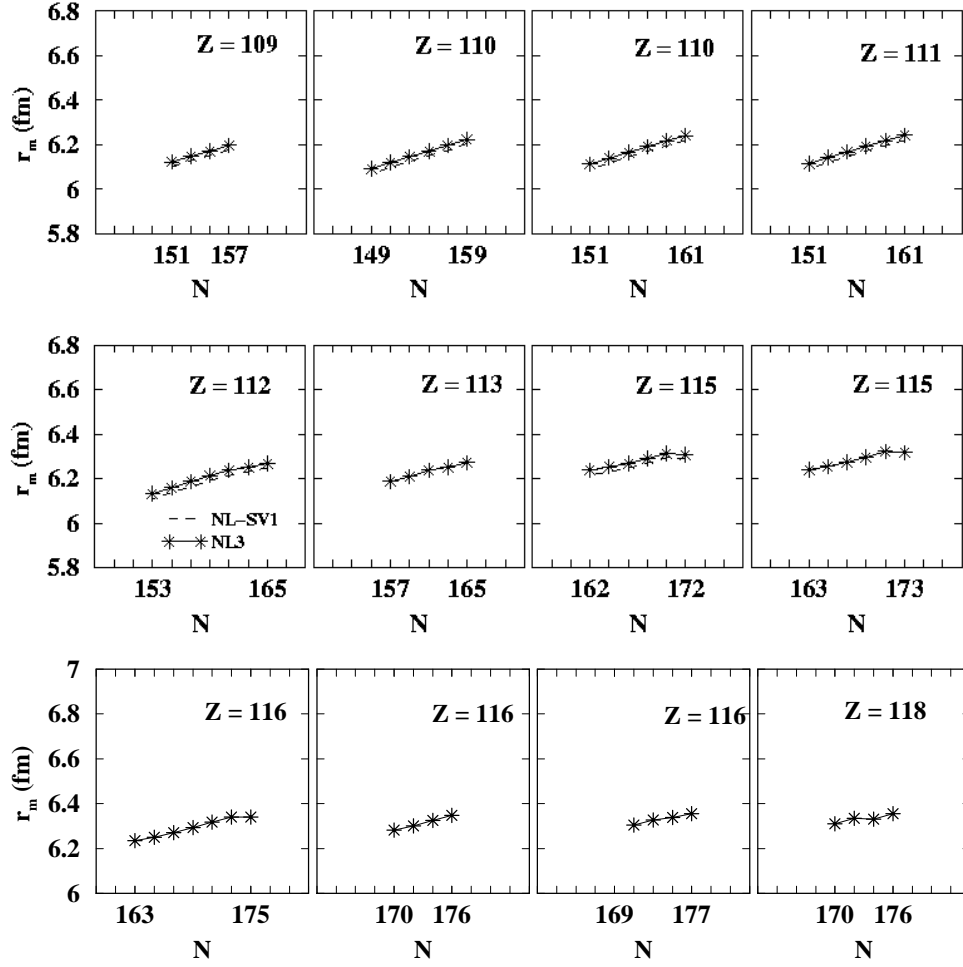 6.8
6.6
6.4
6.2
6
5.8
r_m (fm)
Z = 109
151 157
N
Z = 110
149 159
N
Z = 110
151 161
N
Z = 111
151 161
N
6.8
6.6
6.4
6.2
6
5.8
r_m (fm)
Z = 112
NL-SV1
NL3
153 165
N
Z = 113
157 165
N
Z = 115
162 172
N
Z = 115
163 173
N
7
6.8
6.6
6.4
6.2
6
r_m (fm)
Z = 116
163 175
N
Z = 116
170 176
N
Z = 116
169 177
N
Z = 118
170 176
N